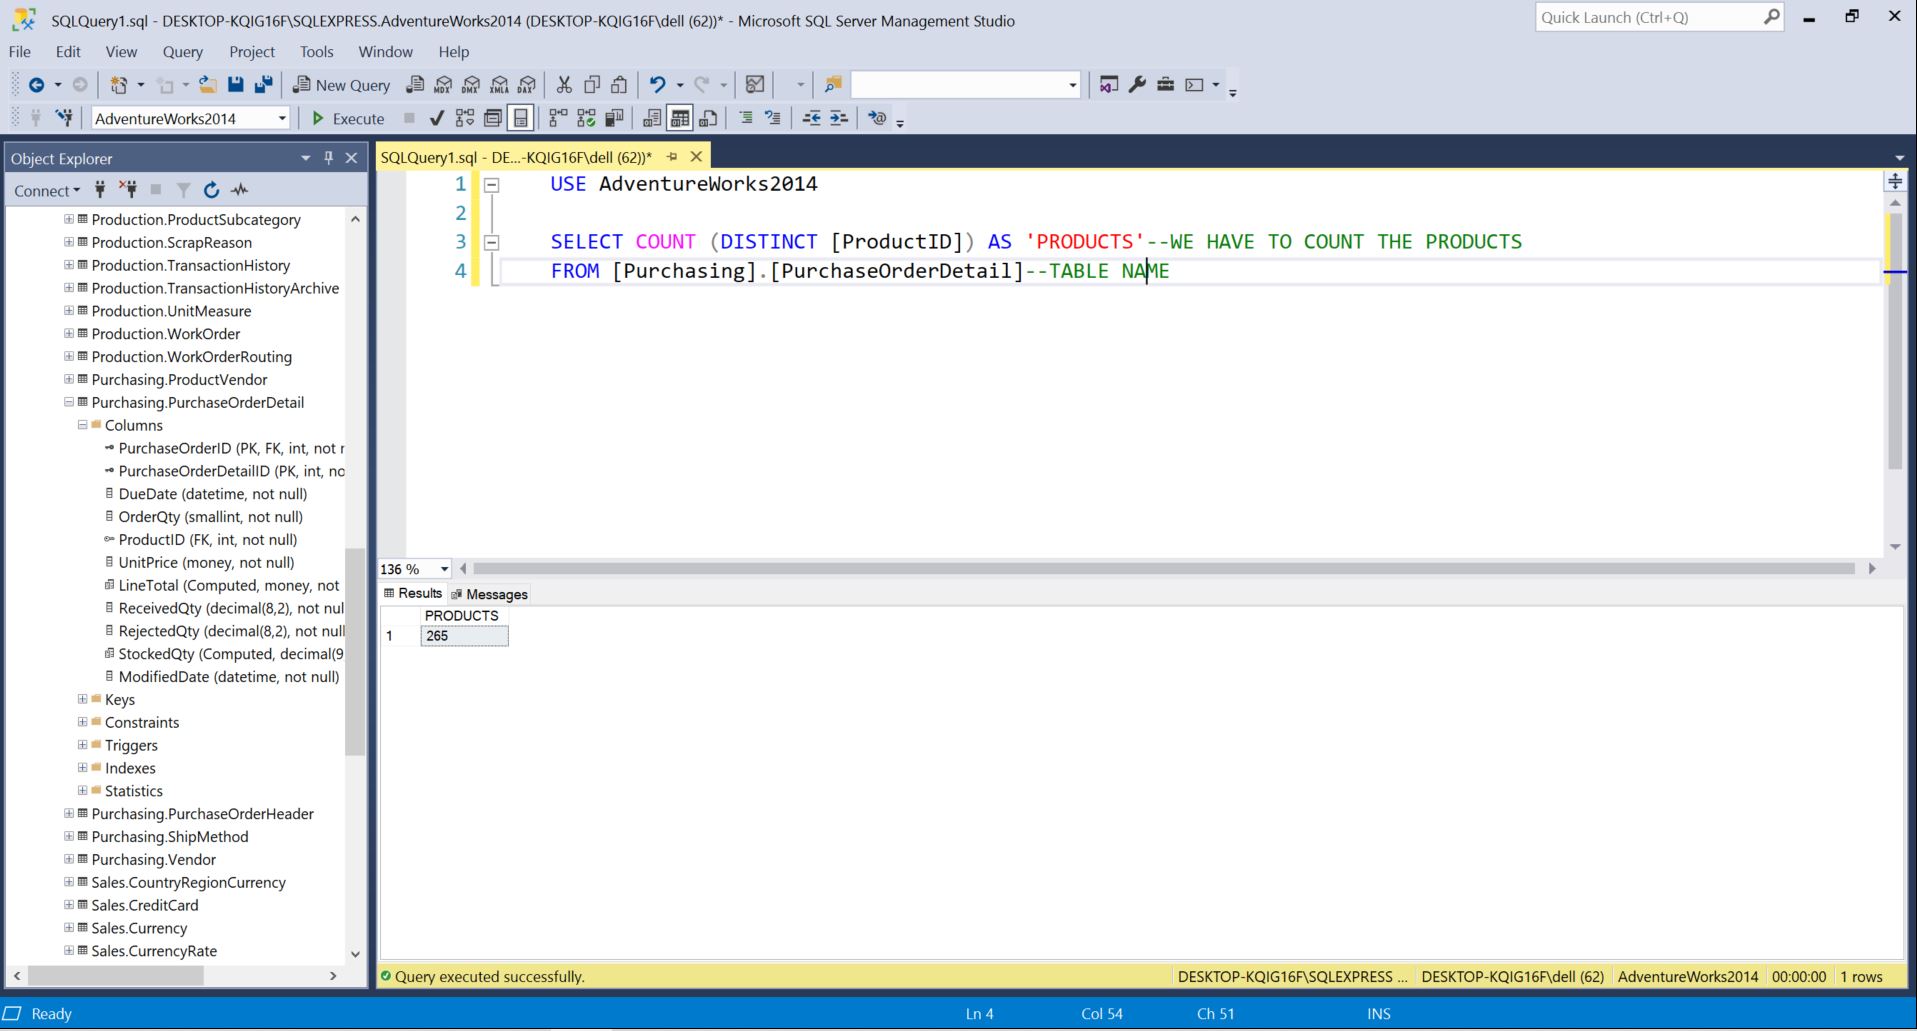 SQLQuery1.sql - DESKTOP-KQIG16F\SQLEXPRESS.AdventureWorks2014 (DESKTOP-KQIG16F\dell (62))* - Microsoft SQL Server Management Studio
Quick Launch (Ctrl+Q)
File Edit View Query Project Tools Window Help
New Query MDX DMX XMLA DAX
AdventureWorks2014 Execute
Object Explorer
SQLQuery1.sql - DE...-KQIG16F\dell (62))*
Connect
Production.ProductSubcategory
Production.ScrapReason
Production.TransactionHistory
Production.TransactionHistoryArchive
Production.UnitMeasure
Production.WorkOrder
Production.WorkOrderRouting
Purchasing.ProductVendor
Purchasing.PurchaseOrderDetail
Columns
PurchaseOrderID (PK, FK, int, not r
PurchaseOrderDetailID (PK, int, no
DueDate (datetime, not null)
OrderQty (smallint, not null)
ProductID (FK, int, not null)
UnitPrice (money, not null)
LineTotal (Computed, money, not
ReceivedQty (decimal(8,2), not nul
RejectedQty (decimal(8,2), not null
StockedQty (Computed, decimal(9
ModifiedDate (datetime, not null)
Keys
Constraints
Triggers
Indexes
Statistics
Purchasing.PurchaseOrderHeader
Purchasing.ShipMethod
Purchasing.Vendor
Sales.CountryRegionCurrency
Sales.CreditCard
Sales.Currency
Sales.CurrencyRate
1 USE AdventureWorks2014
2
3 SELECT COUNT (DISTINCT [ProductID]) AS 'PRODUCTS'--WE HAVE TO COUNT THE PRODUCTS
4 FROM [Purchasing].[PurchaseOrderDetail]--TABLE NAME
136 %
Results Messages
PRODUCTS
1 265
Query executed successfully. DESKTOP-KQIG16F\SQLEXPRESS ... DESKTOP-KQIG16F\dell (62) AdventureWorks2014 00:00:00 1 rows
Ready Ln 4 Col 54 Ch 51 INS